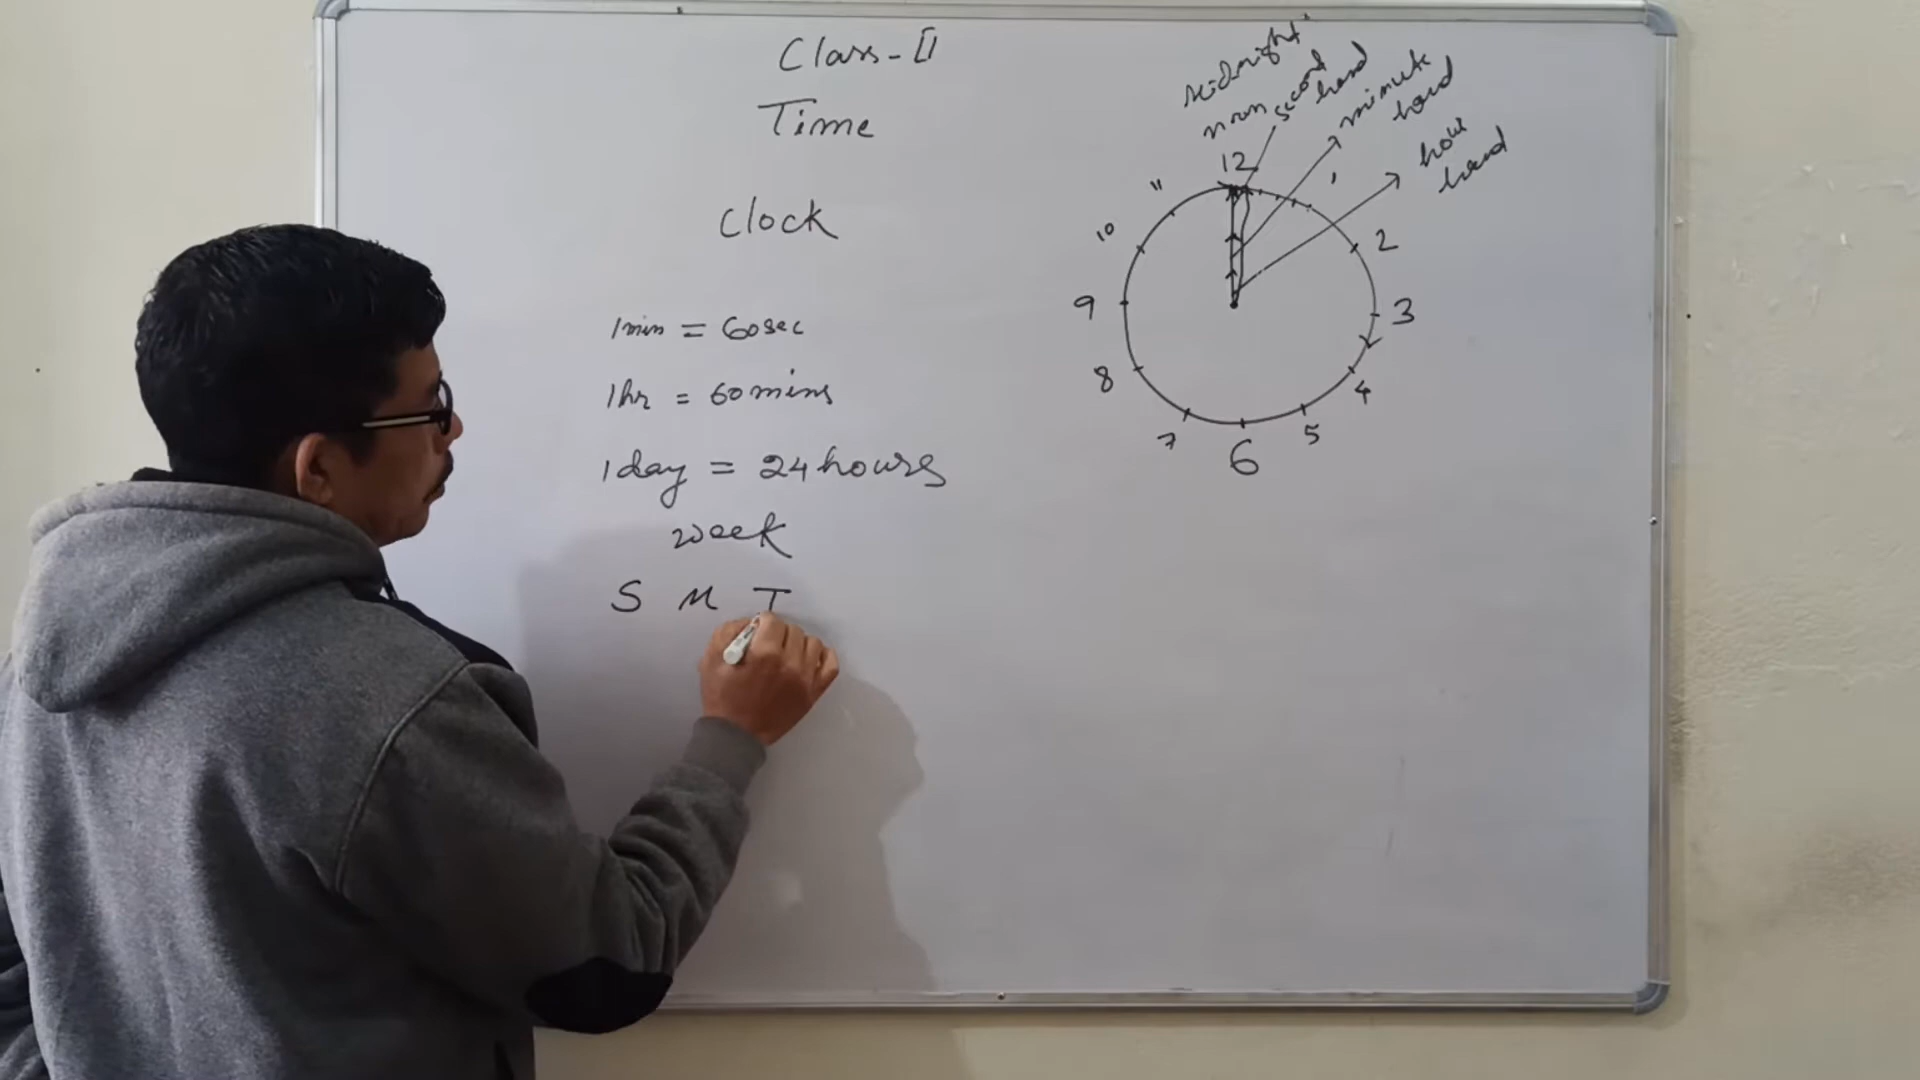 Class-II
Time
Clock
1min = 60sec
1hr = 60mins
1day = 24hours
week
S M T
midnight
noon
second hand
minute hand
hour hand
12
1
2
3
4
5
6
7
8
9
10
11